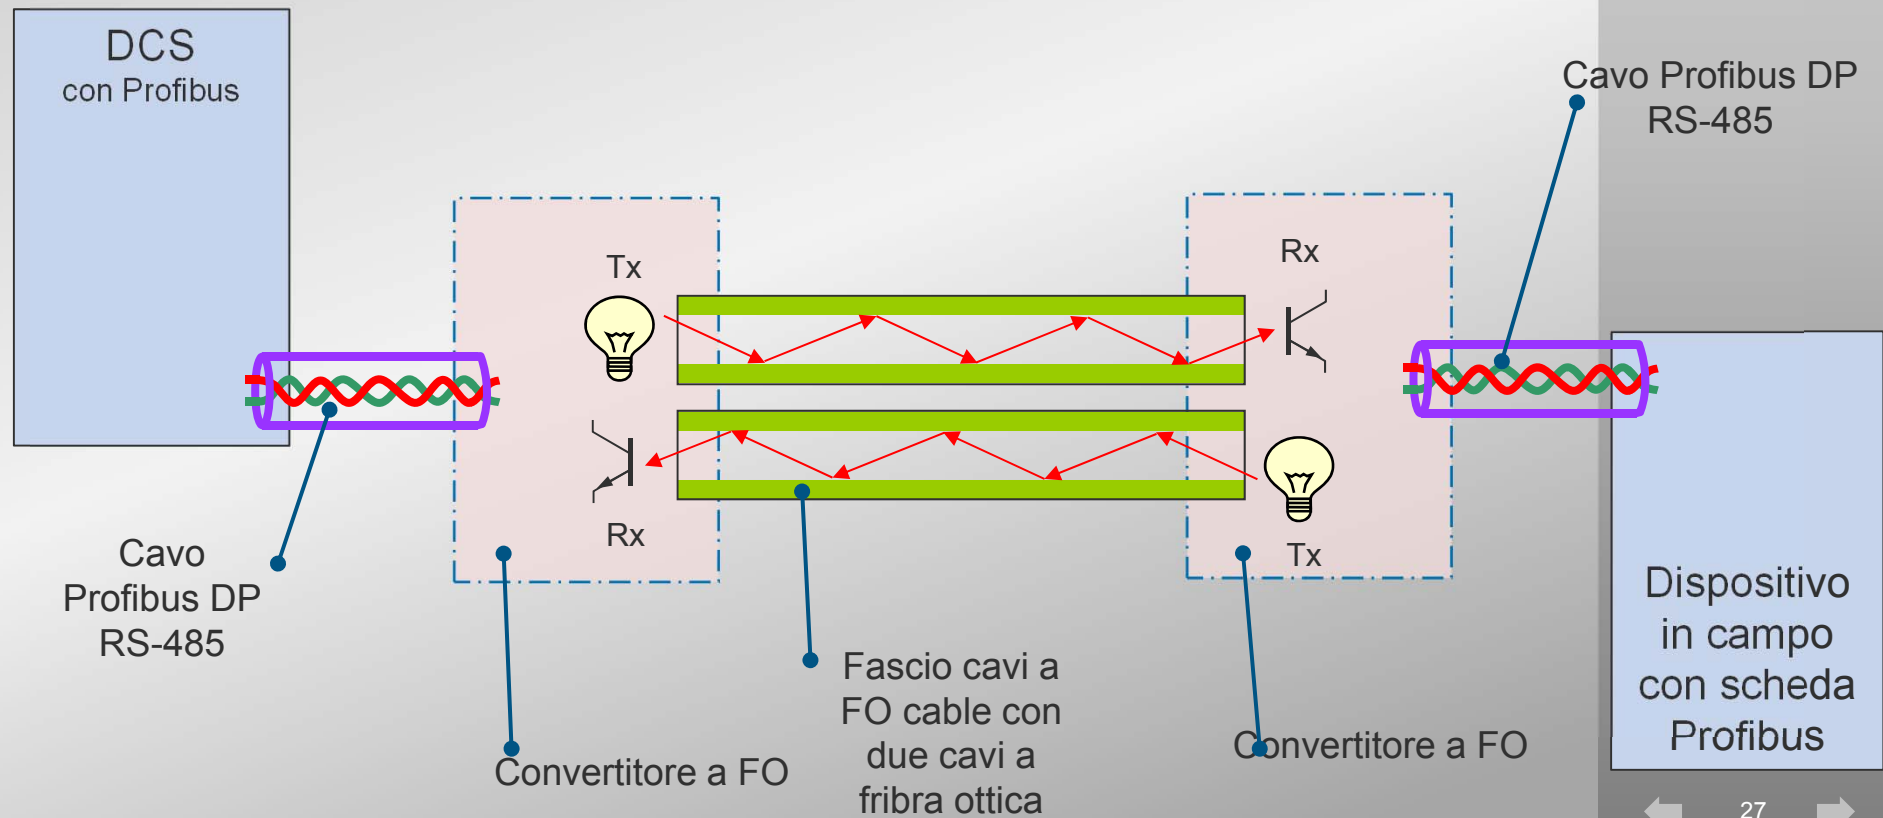 DCS
con Profibus
Cavo Profibus DP
RS-485
Tx
Rx
Rx
Tx
Cavo
Profibus DP
RS-485
Fascio cavi a
FO cable con
due cavi a
fribra ottica
Convertitore a FO
Convertitore a FO
Dispositivo
in campo
con scheda
Profibus
27